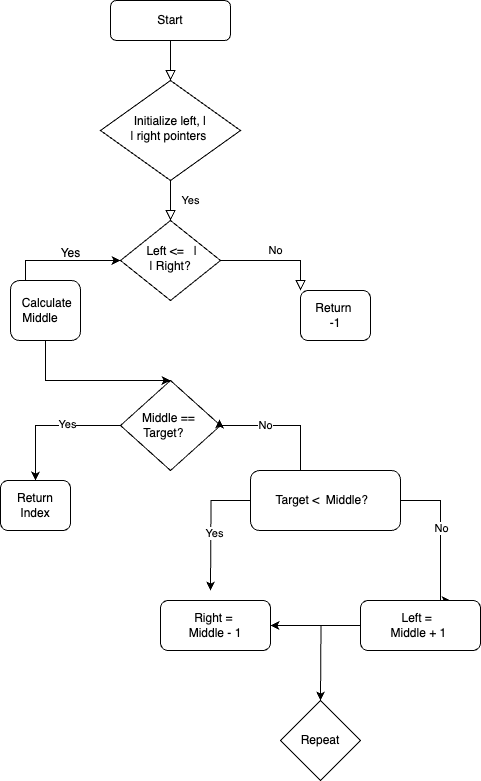 Start
Initialize left, |
| right pointers
Yes
Left <= |
| Right?
Yes
No
Calculate
Middle
Return
-1
Middle ==
Target?
Yes
No
Return
Index
Target < Middle?
Yes
No
Right =
Middle - 1
Left =
Middle + 1
Repeat